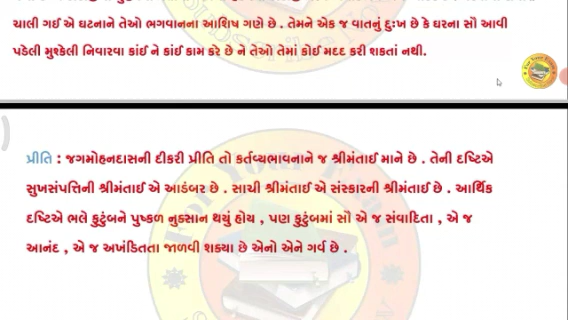 ચાલી ગઈ એ ઘટનાને તેઓ ભગવાનના આશિષ ગણે છે . તેમને એક જ વાતનું દુઃખ છે કે ઘરના સૌ આવી
પડેલી મુશ્કેલી નિવારવા કાંઈ ને કાંઈ કામ કરે છે ને તેઓ તેમાં કોઈ મદદ કરી શકતાં નથી.
પ્રીતિ : જગમોહનદાસની દીકરી પ્રીતિ તો કર્તવ્યભાવનાને જ શ્રીમંતાઈ માને છે . તેની દષ્ટિએ
સુખસંપત્તિની શ્રીમંતાઈ એ આડંબર છે . સાચી શ્રીમંતાઈ એ સંસ્કારની શ્રીમંતાઈ છે . આર્થિક
દષ્ટિએ ભલે કુટુંબને પુષ્કળ નુક્સાન થયું હોય , પણ કુટુંબમાં સૌ એ જ સંવાદિતા , એ જ
આનંદ , એ જ અખંડિતતા જાળવી શક્યા છે એનો એને ગર્વ છે .